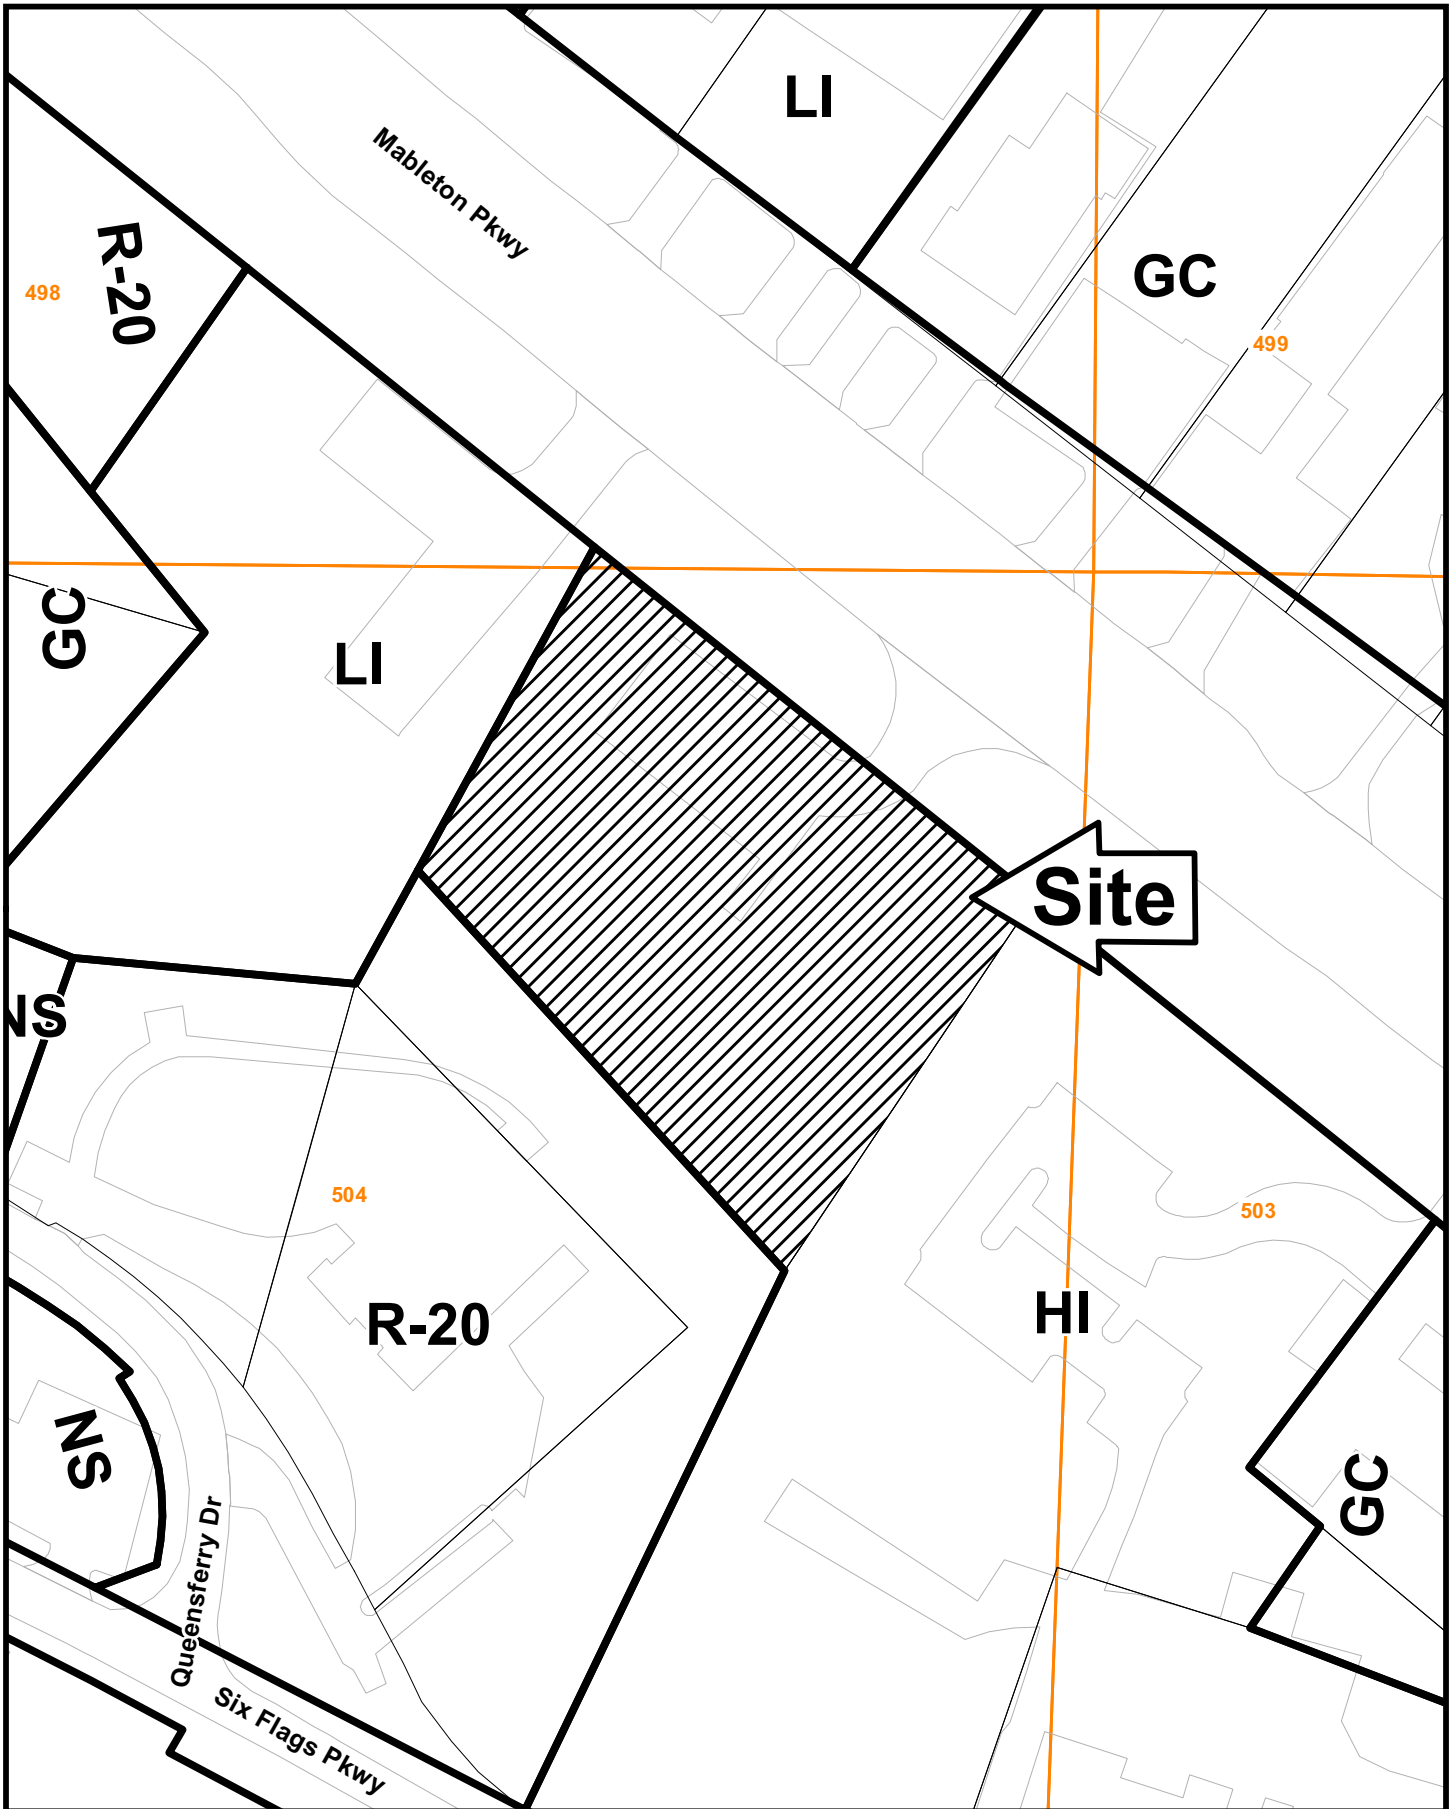 LI
Mableton Pkwy
R-20
GC
498
499
GC
LI
Site
NS
504
503
R-20
HI
NS
GC
Queensferry Dr
Six Flags Pkwy